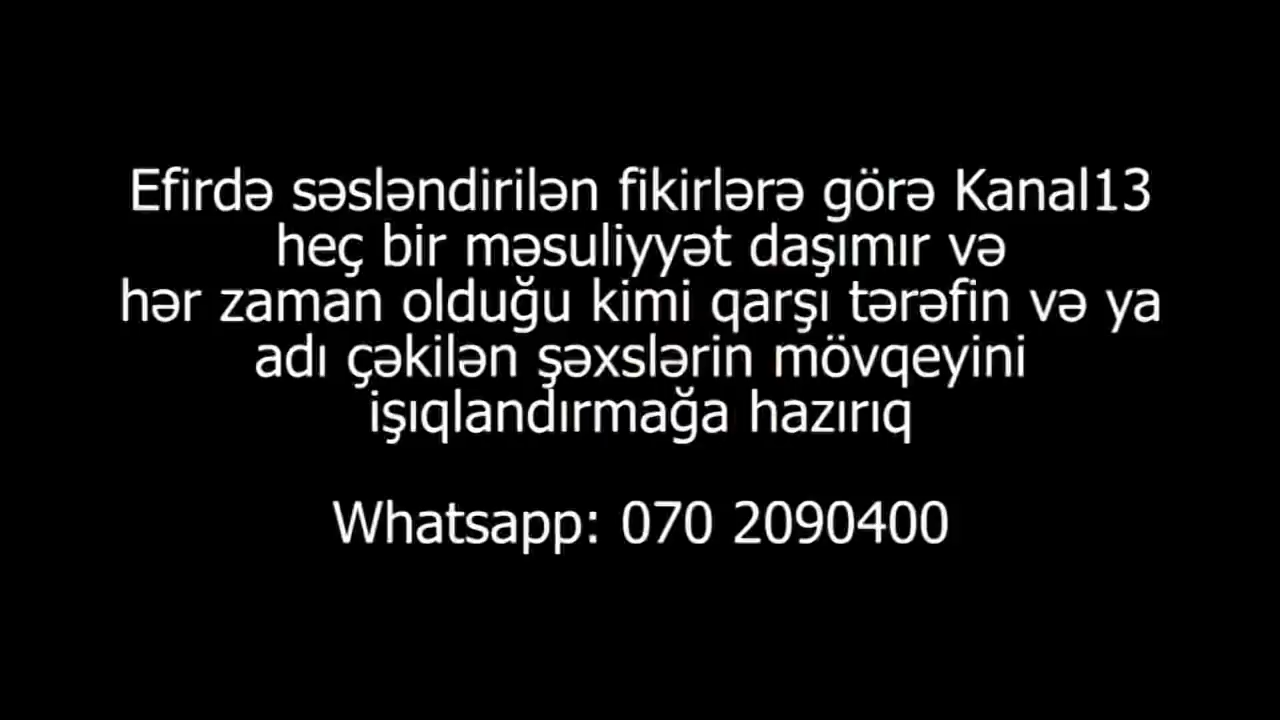 Efirdə səsləndirilən fikirlərə görə Kanal13
heç bir məsuliyyət daşımır və
hər zaman olduğu kimi qarşı tərəfin və ya
adı çəkilən şəxslərin mövqeyini
işıqlandırmağa hazırıq
Whatsapp: 070 2090400